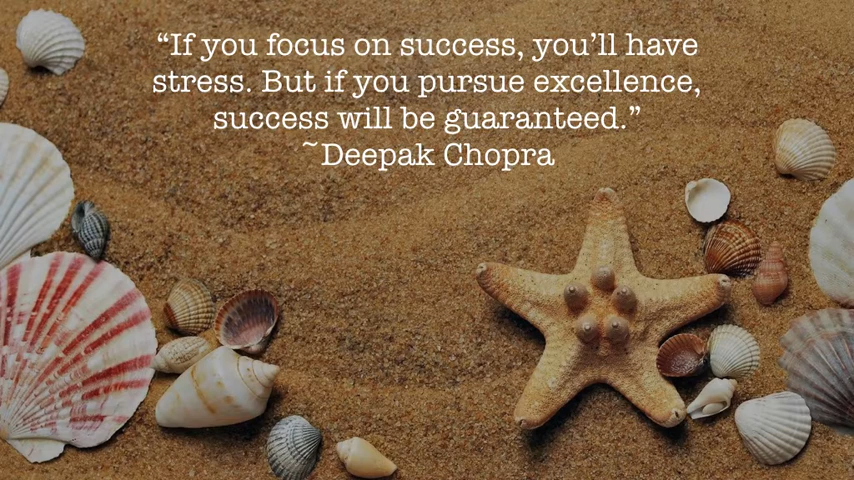 “If you focus on success, you’ll have
stress. But if you pursue excellence,
success will be guaranteed.”
~Deepak Chopra